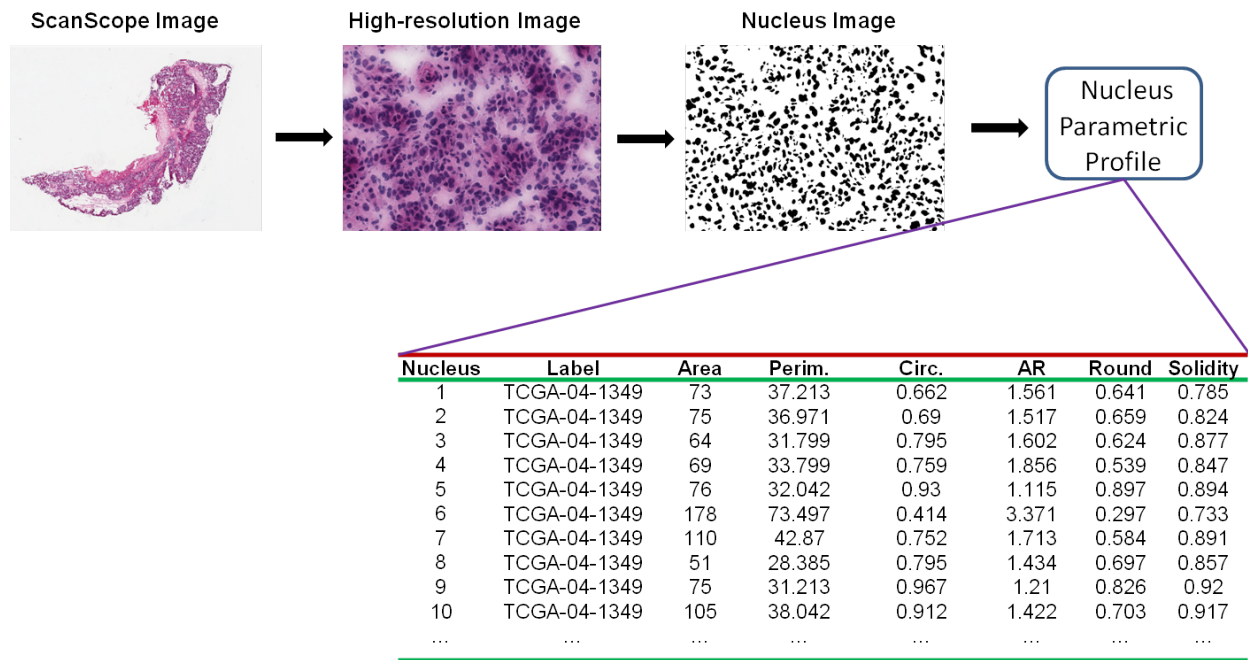 ScanScope Image High-resolution Image Nucleus Image
Nucleus
Parametric
Profile
Nucleus Label Area Perim. Circ. AR Round Solidity
1 TCGA-04-1349 73 37.213 0.662 1.561 0.641 0.785
2 TCGA-04-1349 75 36.971 0.69 1.517 0.659 0.824
3 TCGA-04-1349 64 31.799 0.795 1.602 0.624 0.877
4 TCGA-04-1349 69 33.799 0.759 1.856 0.539 0.847
5 TCGA-04-1349 76 32.042 0.93 1.115 0.897 0.894
6 TCGA-04-1349 178 73.497 0.414 3.371 0.297 0.733
7 TCGA-04-1349 110 42.87 0.752 1.713 0.584 0.891
8 TCGA-04-1349 51 28.385 0.795 1.434 0.697 0.857
9 TCGA-04-1349 75 31.213 0.967 1.21 0.826 0.92
10 TCGA-04-1349 105 38.042 0.912 1.422 0.703 0.917
... ... ... ... ... ... ... ...